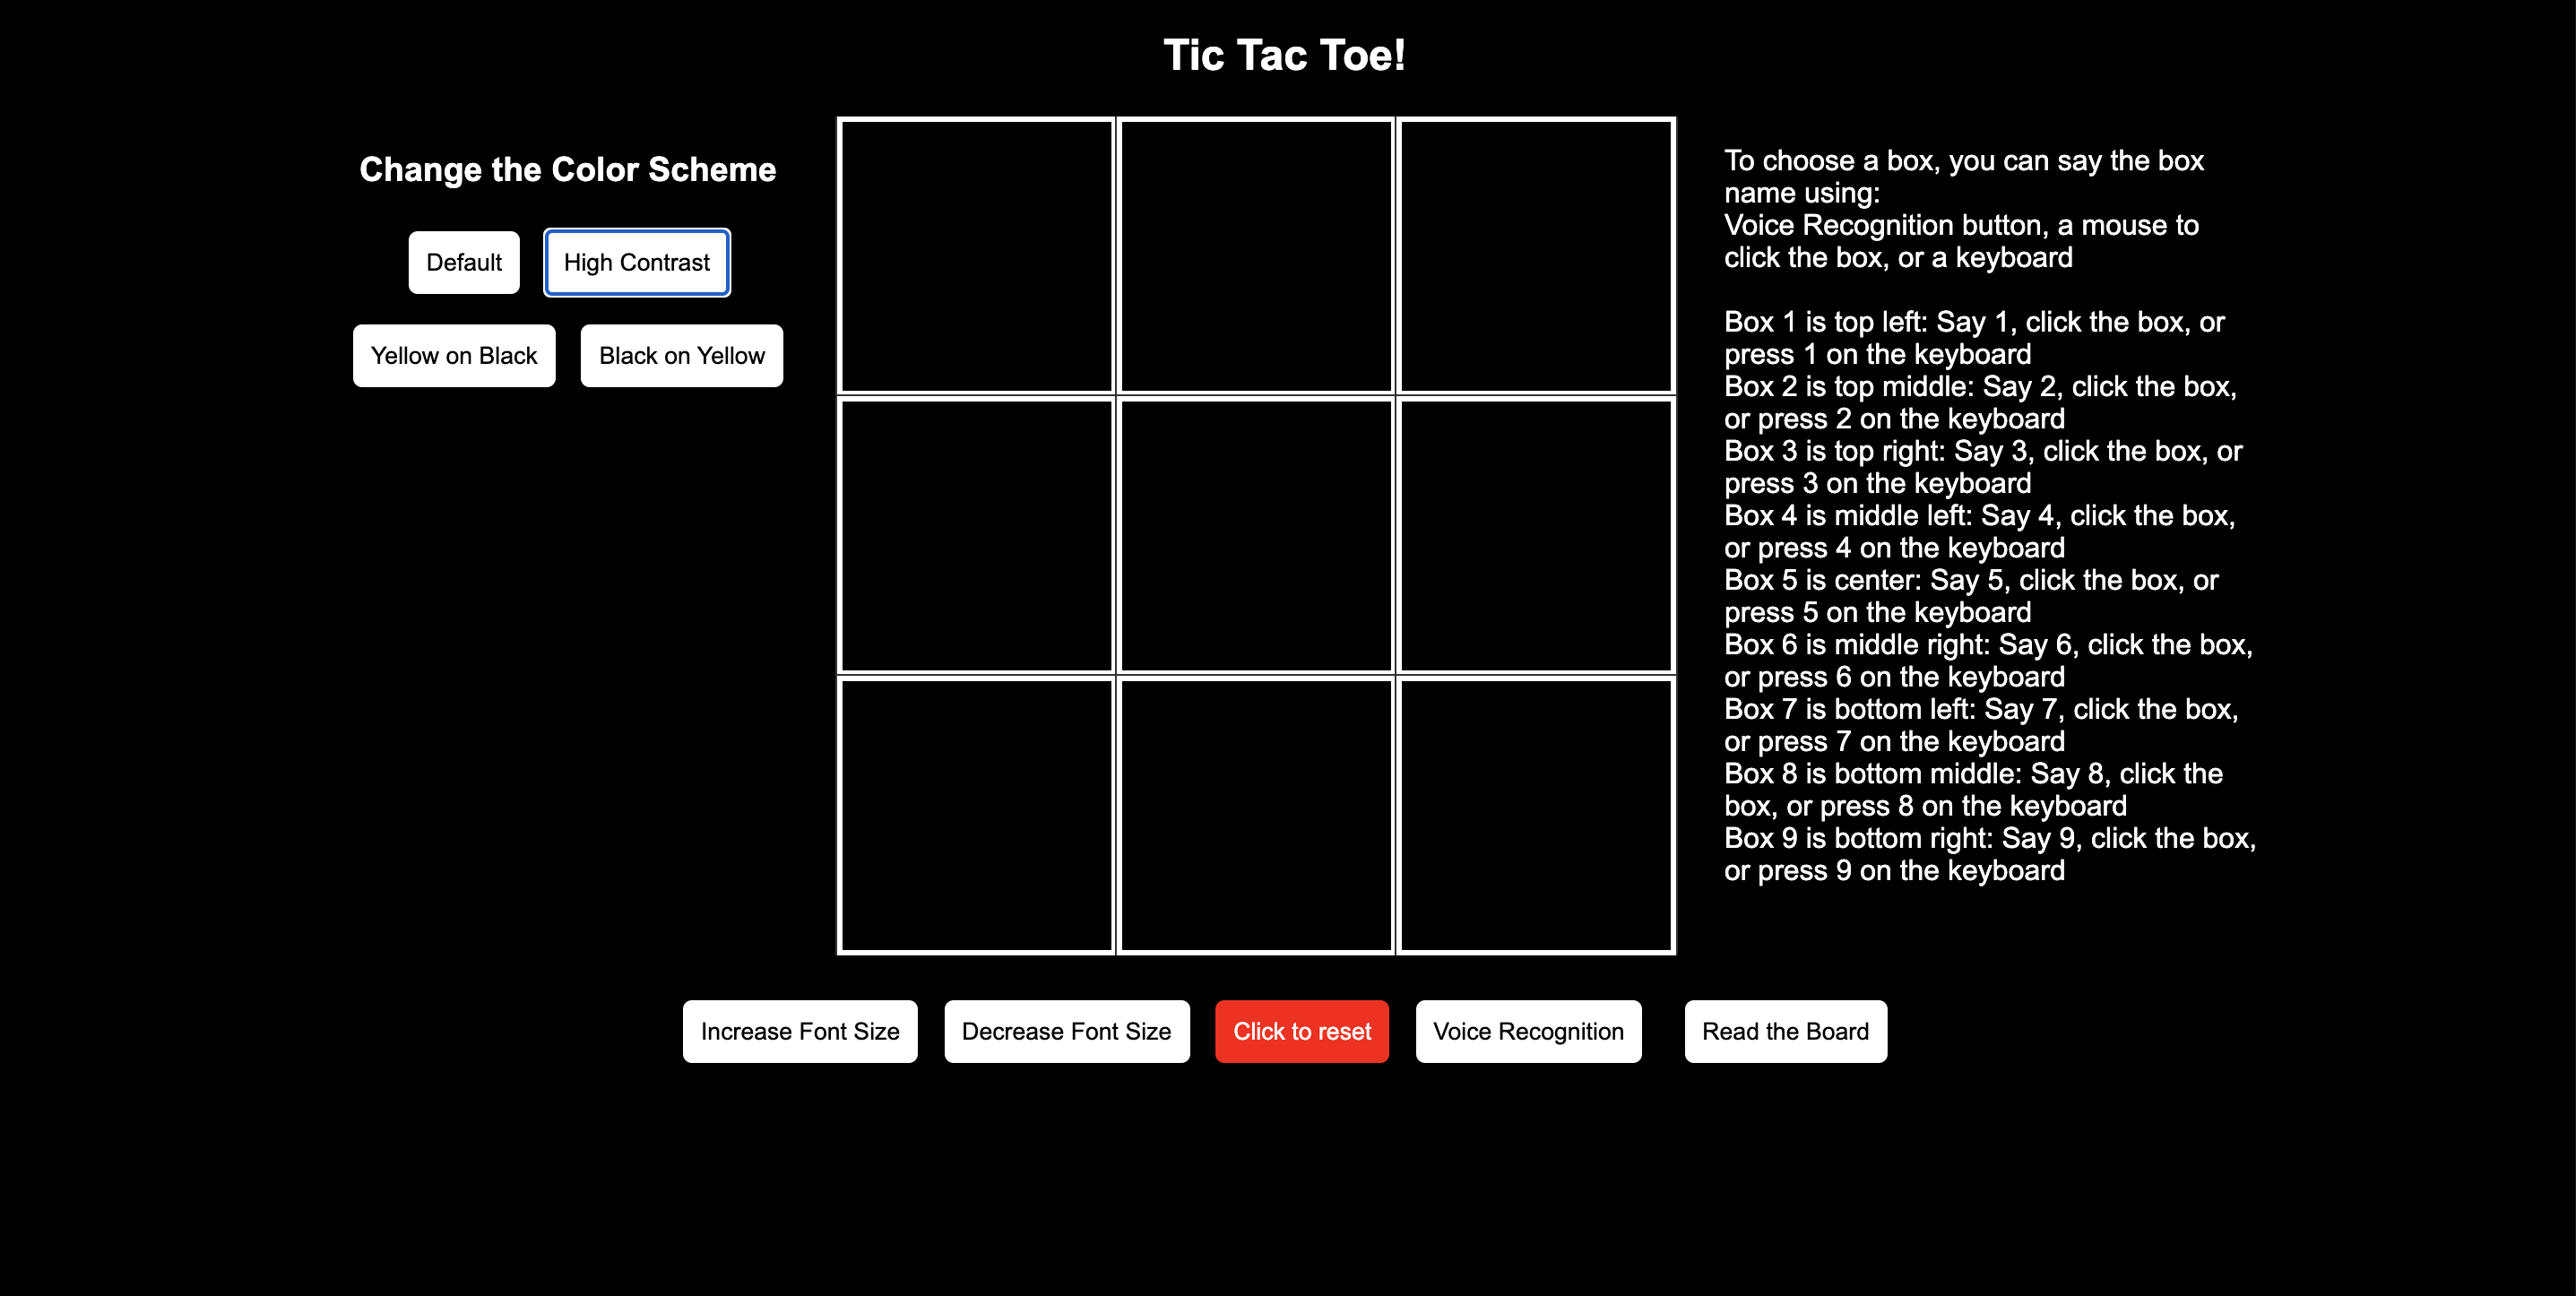 Tic Tac Toe!
Change the Color Scheme
Default
High Contrast
Yellow on Black
Black on Yellow
To choose a box, you can say the box
name using:
Voice Recognition button, a mouse to
click the box, or a keyboard
Box 1 is top left: Say 1, click the box, or
press 1 on the keyboard
Box 2 is top middle: Say 2, click the box,
or press 2 on the keyboard
Box 3 is top right: Say 3, click the box, or
press 3 on the keyboard
Box 4 is middle left: Say 4, click the box,
or press 4 on the keyboard
Box 5 is center: Say 5, click the box, or
press 5 on the keyboard
Box 6 is middle right: Say 6, click the box,
or press 6 on the keyboard
Box 7 is bottom left: Say 7, click the box,
or press 7 on the keyboard
Box 8 is bottom middle: Say 8, click the
box, or press 8 on the keyboard
Box 9 is bottom right: Say 9, click the box,
or press 9 on the keyboard
Increase Font Size
Decrease Font Size
Click to reset
Voice Recognition
Read the Board